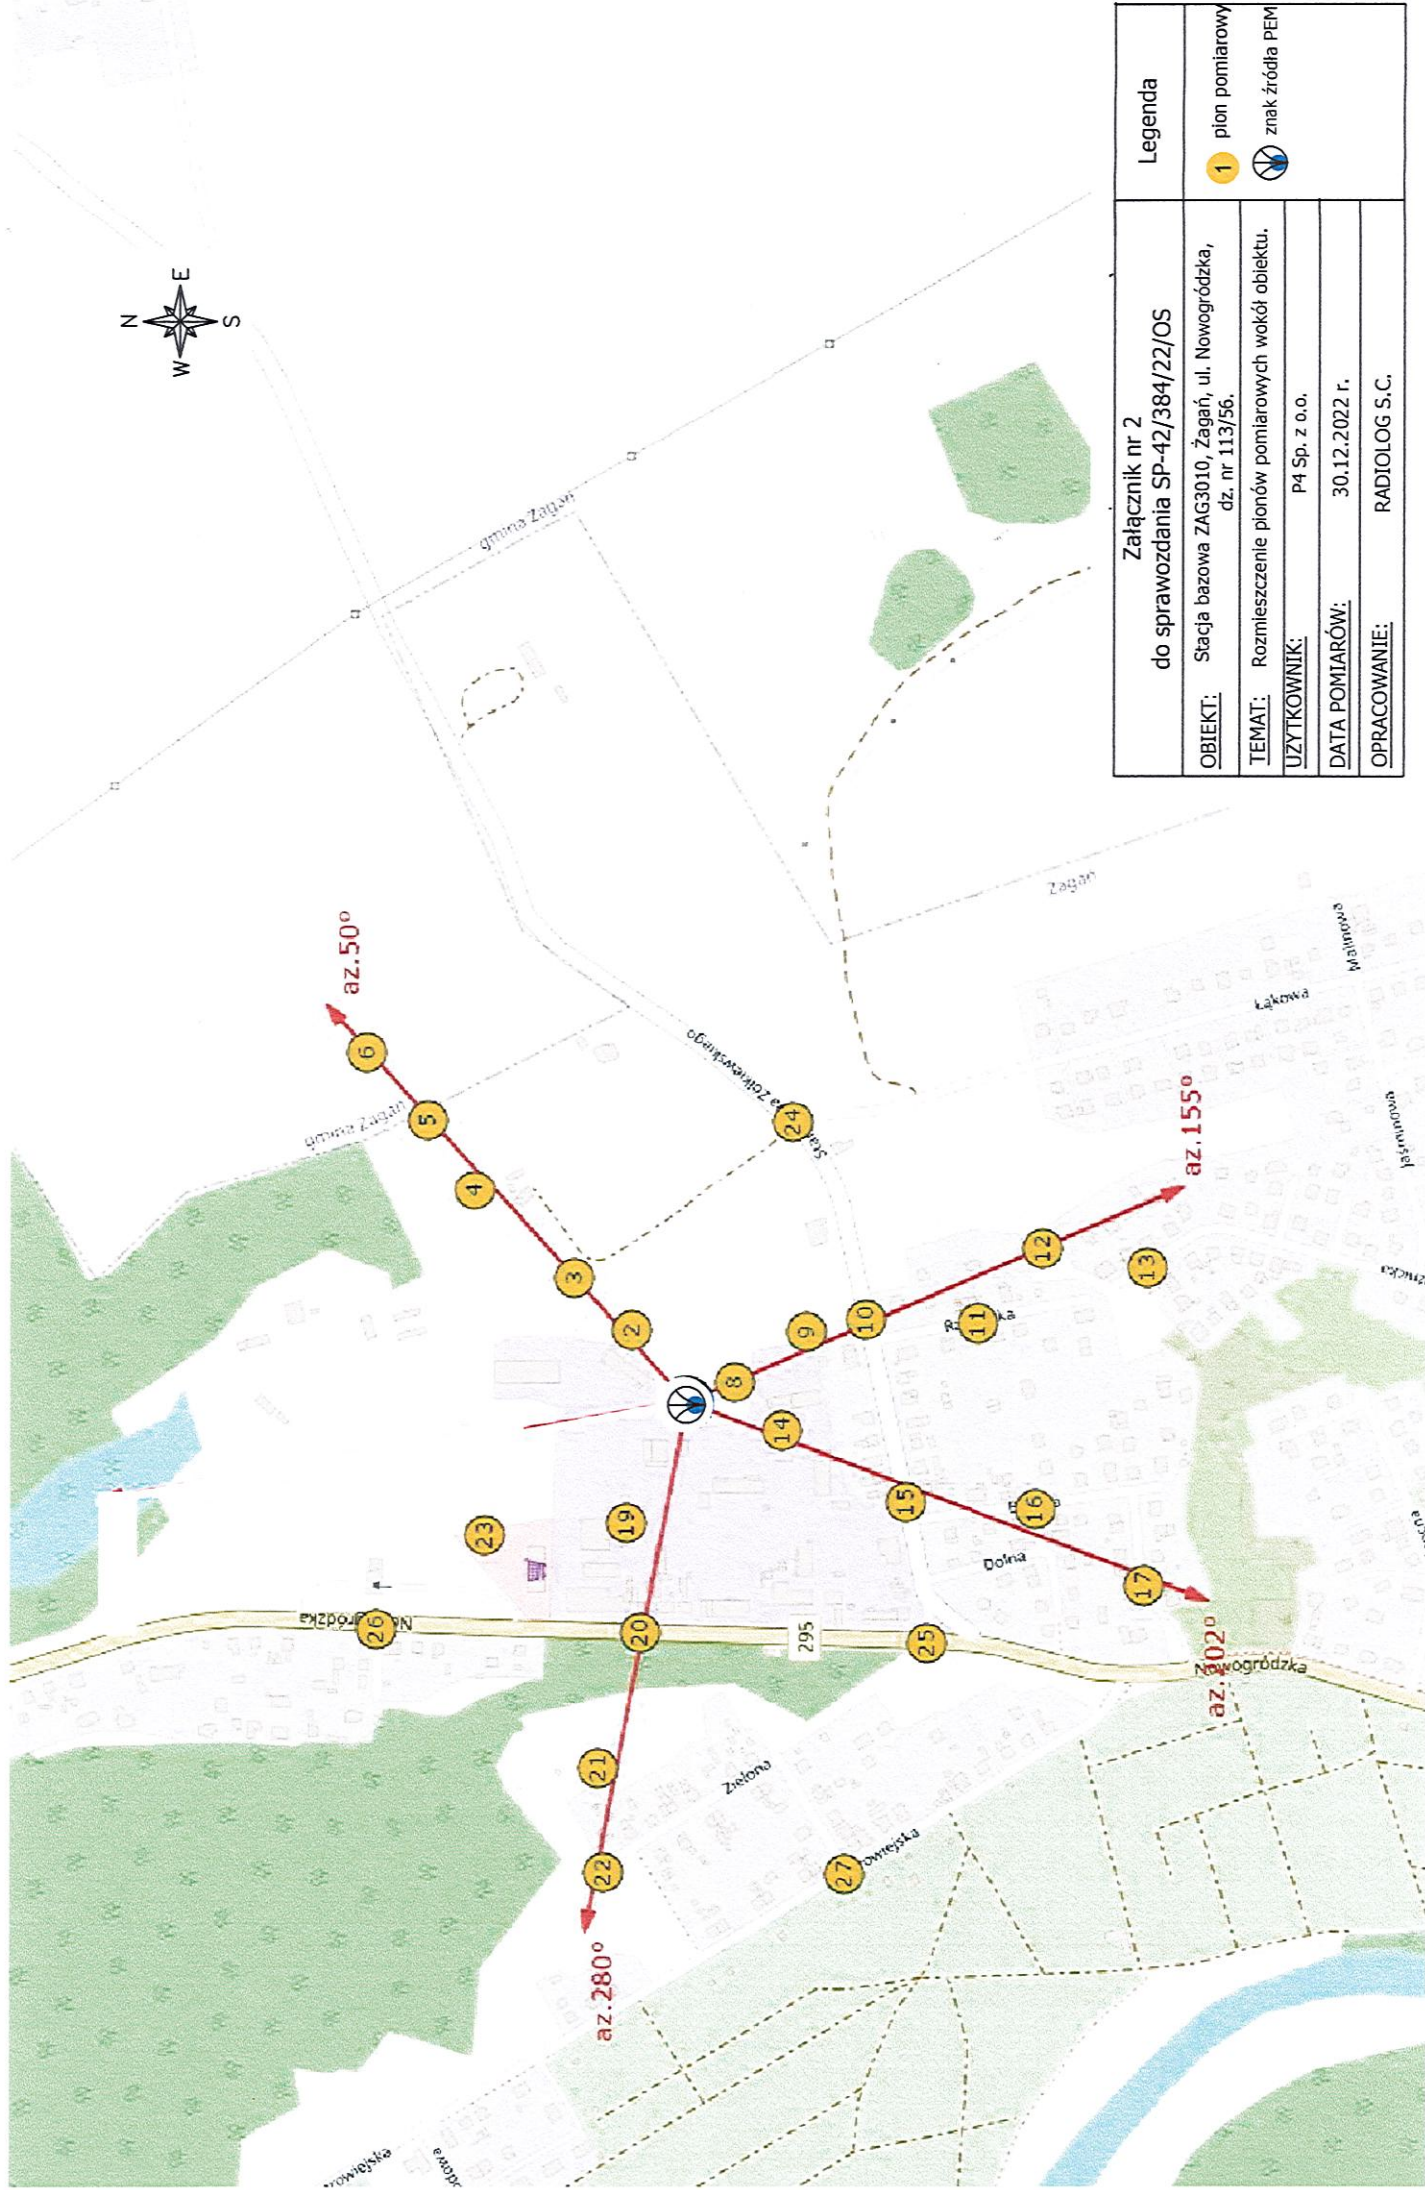 N
W
E
S
gmina Żagań
gmina Żagań
Żagań
az.50°
6
5
4
3
2
24
8
9
10
11
12
13
az.155°
14
15
16
17
az.202°
19
20
21
22
az.280°
23
25
26
27
295
Dolna
Zielona
Nowogródzka
Łąkowa
Malinowa
Jaśminowa
Załącznik nr 2
do sprawozdania SP-42/384/22/OS
OBIEKT: Stacja bazowa ZAG3010, Żagań, ul. Nowogródzka,
dz. nr 113/56.
TEMAT: Rozmieszczenie pionów pomiarowych wokół obiektu.
UŻYTKOWNIK: P4 Sp. z o.o.
DATA POMIARÓW: 30.12.2022 r.
OPRACOWANIE: RADIOLOG S.C.
Legenda
1 pion pomiarowy
znak źródła PEM